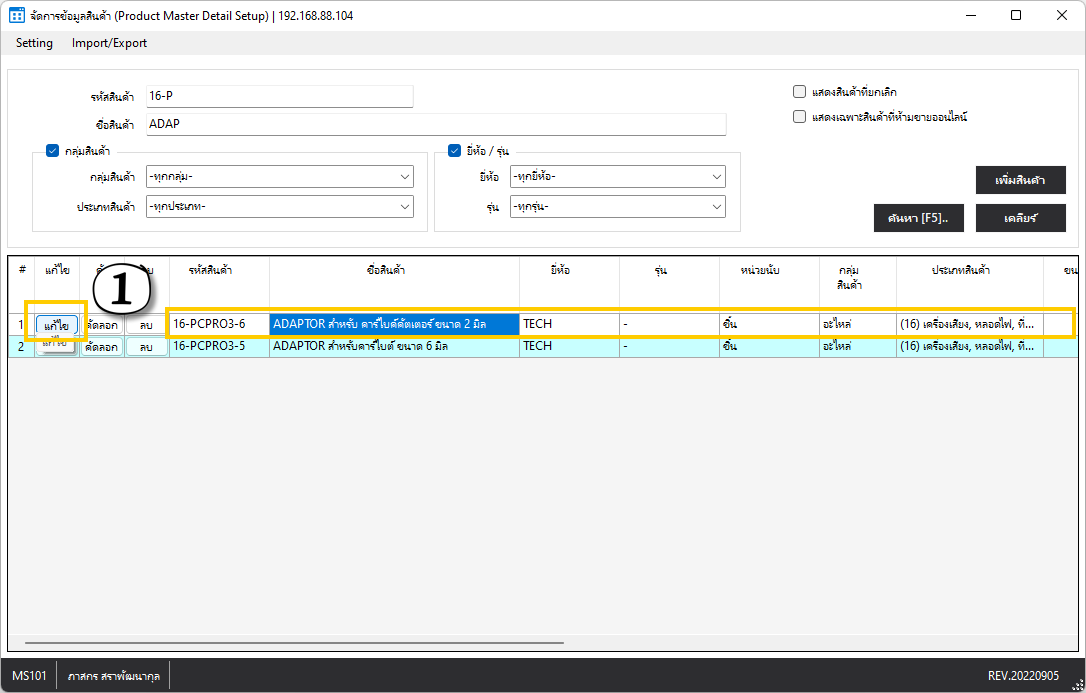 จัดการข้อมูลสินค้า (Product Master Detail Setup) | 192.168.88.104
Setting Import/Export
รหัสสินค้า 16-P
แสดงสินค้าที่ยกเลิก
ชื่อสินค้า ADAP
แสดงเฉพาะสินค้าที่ห้ามขายออนไลน์
กลุ่มสินค้า ยี่ห้อ / รุ่น
กลุ่มสินค้า -ทุกกลุ่ม- ยี่ห้อ -ทุกยี่ห้อ- เพิ่มสินค้า
ประเภทสินค้า -ทุกประเภท- รุ่น -ทุกรุ่น- ค้นหา [F5].. เคลียร์
# แก้ไข รหัสสินค้า ชื่อสินค้า ยี่ห้อ รุ่น หน่วยนับ กลุ่ม ประเภทสินค้า ขน
สินค้า
1
1 แก้ไข คัดลอก ลบ 16-PCPRO3-6 ADAPTOR สำหรับ คาร์ไบค์คัตเตอร์ ขนาด 2 มิล TECH - ชิ้น อะไหล่ (16) เครื่องเสียง, หลอดไฟ, ที่...
2 แก้ไข คัดลอก ลบ 16-PCPRO3-5 ADAPTOR สำหรับคาร์ไบต์ ขนาด 6 มิล TECH - ชิ้น อะไหล่ (16) เครื่องเสียง, หลอดไฟ, ที่...
MS101 ภาสกร สราพัฒนากุล REV.20220905